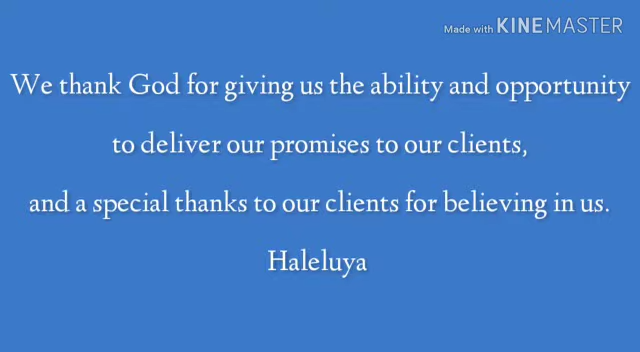 Made with KINEMASTER
We thank God for giving us the ability and opportunity
to deliver our promises to our clients,
and a special thanks to our clients for believing in us.
Haleluya